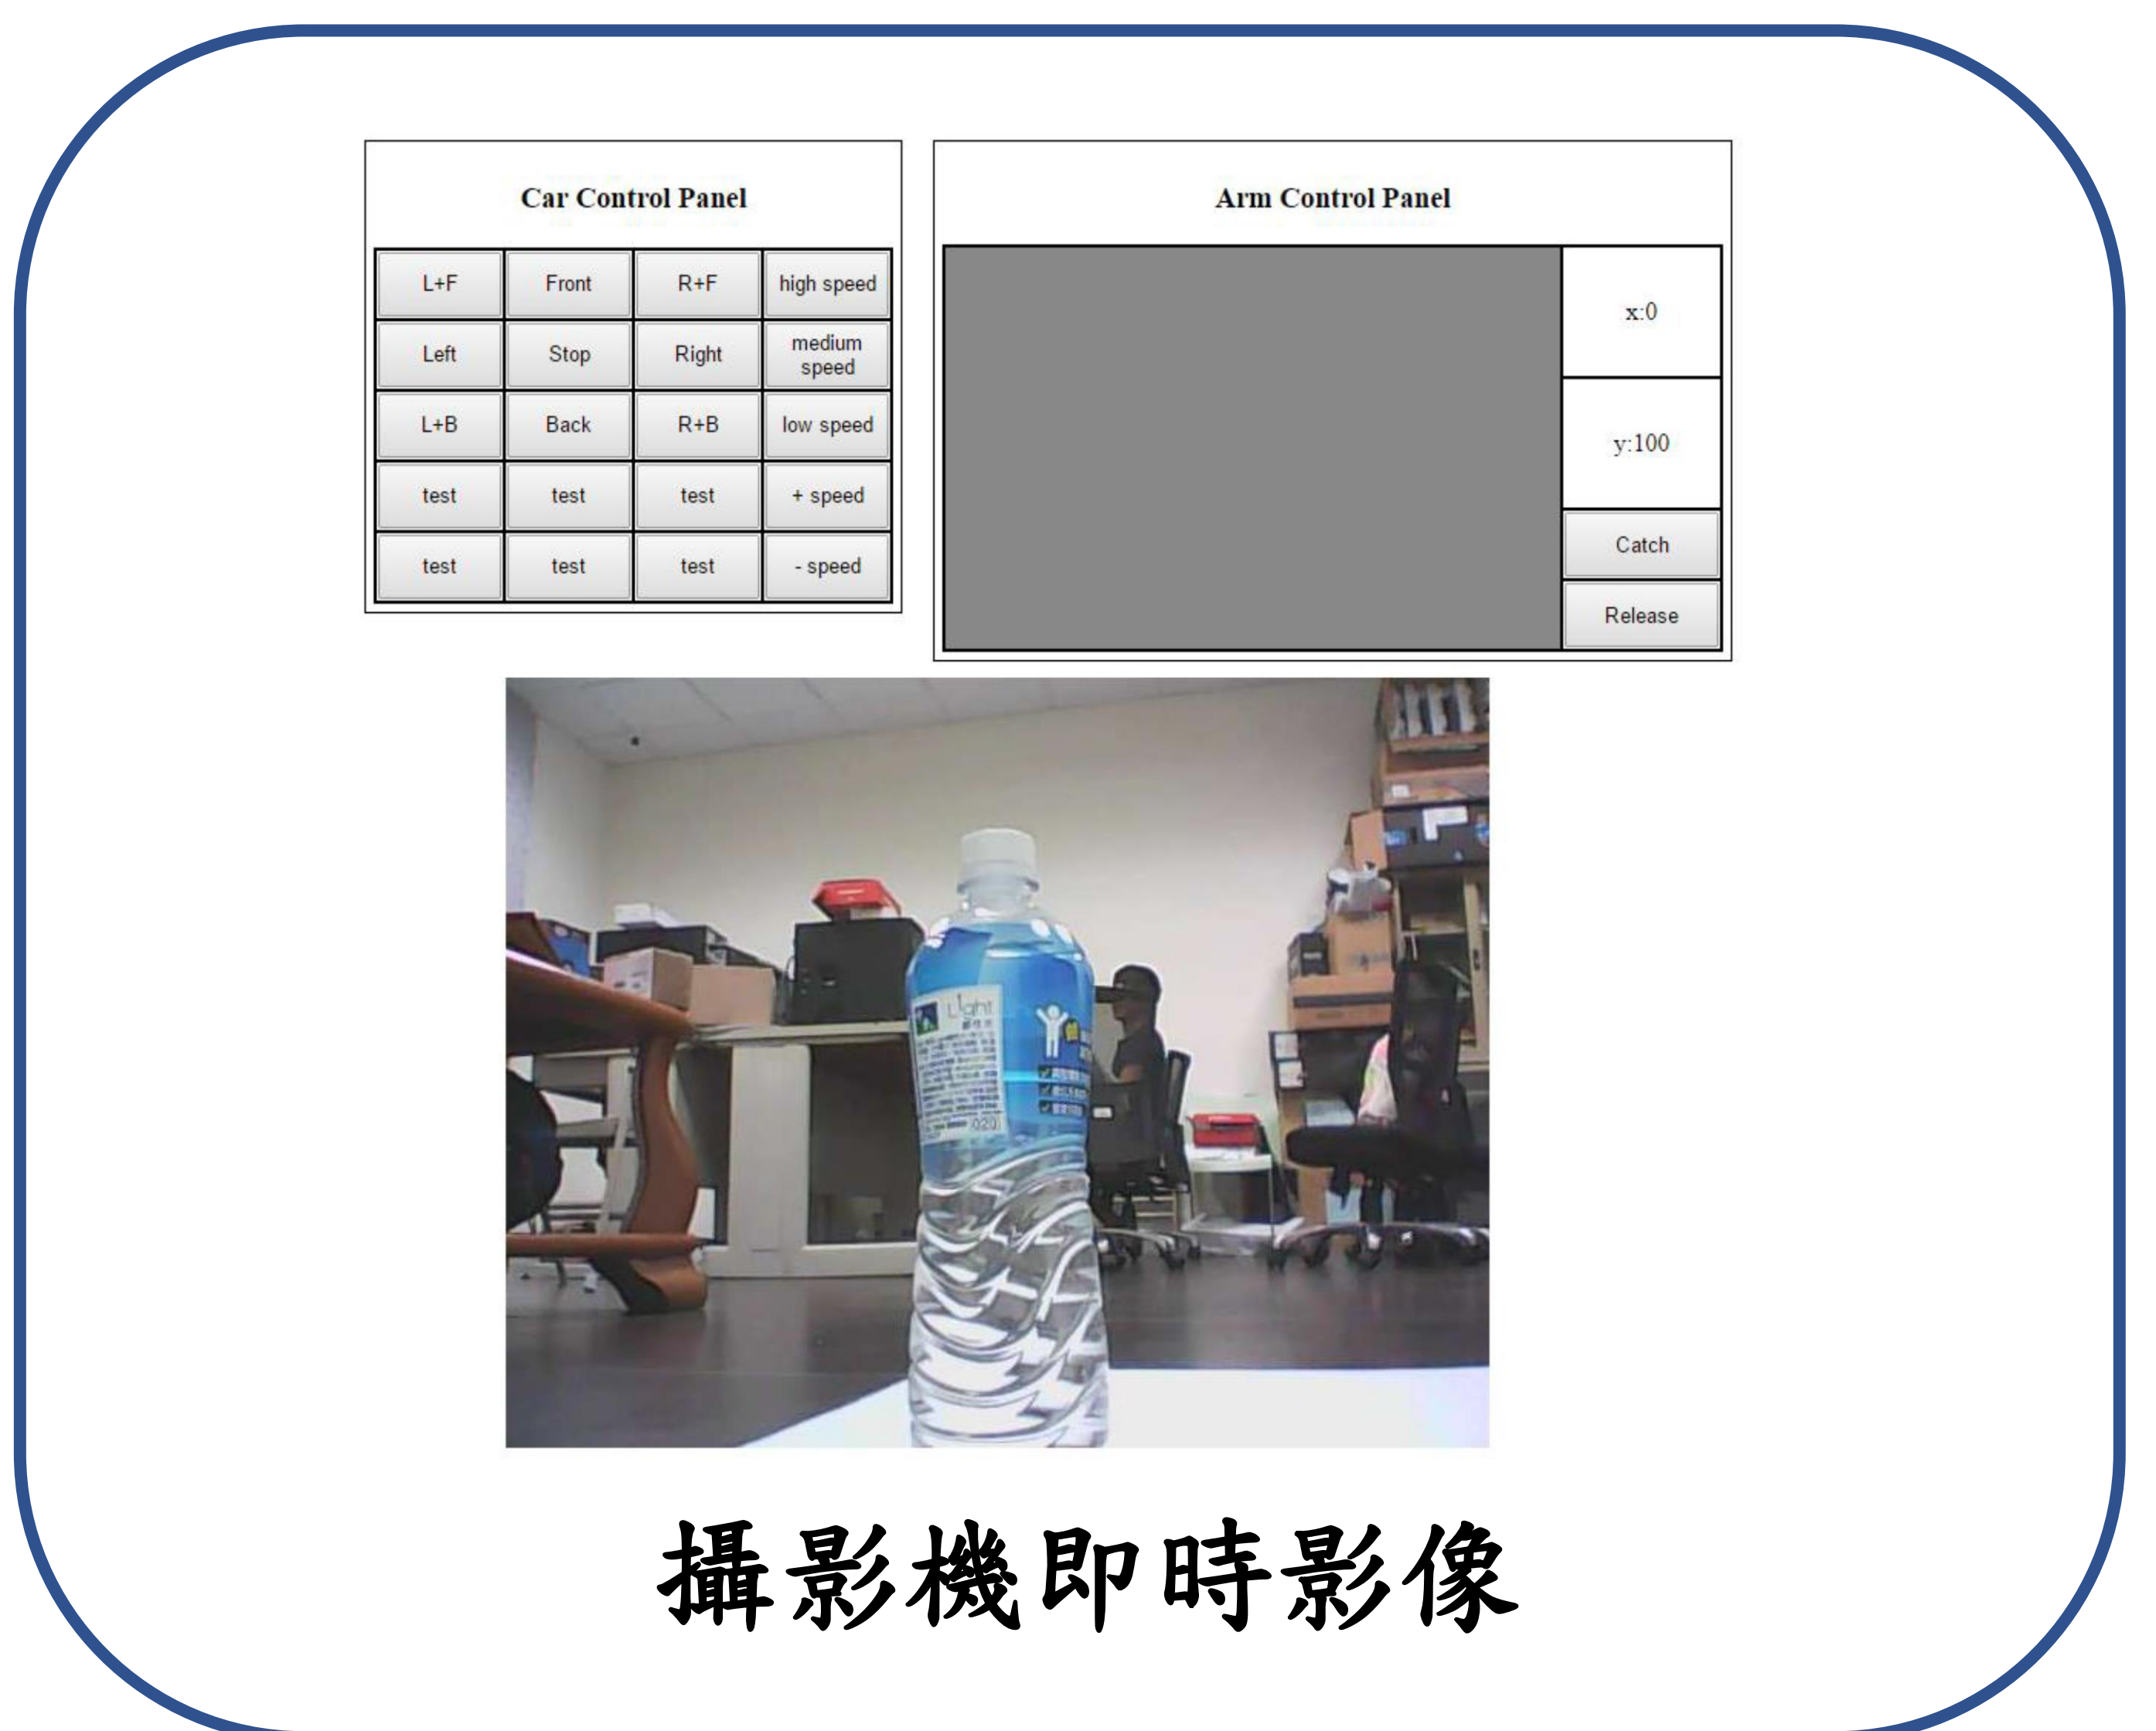 Car Control Panel
L+F Front R+F high speed
Left Stop Right medium speed
L+B Back R+B low speed
test test test + speed
test test test - speed
Arm Control Panel
x:0
y:100
Catch
Release
Light
020
攝影機即時影像